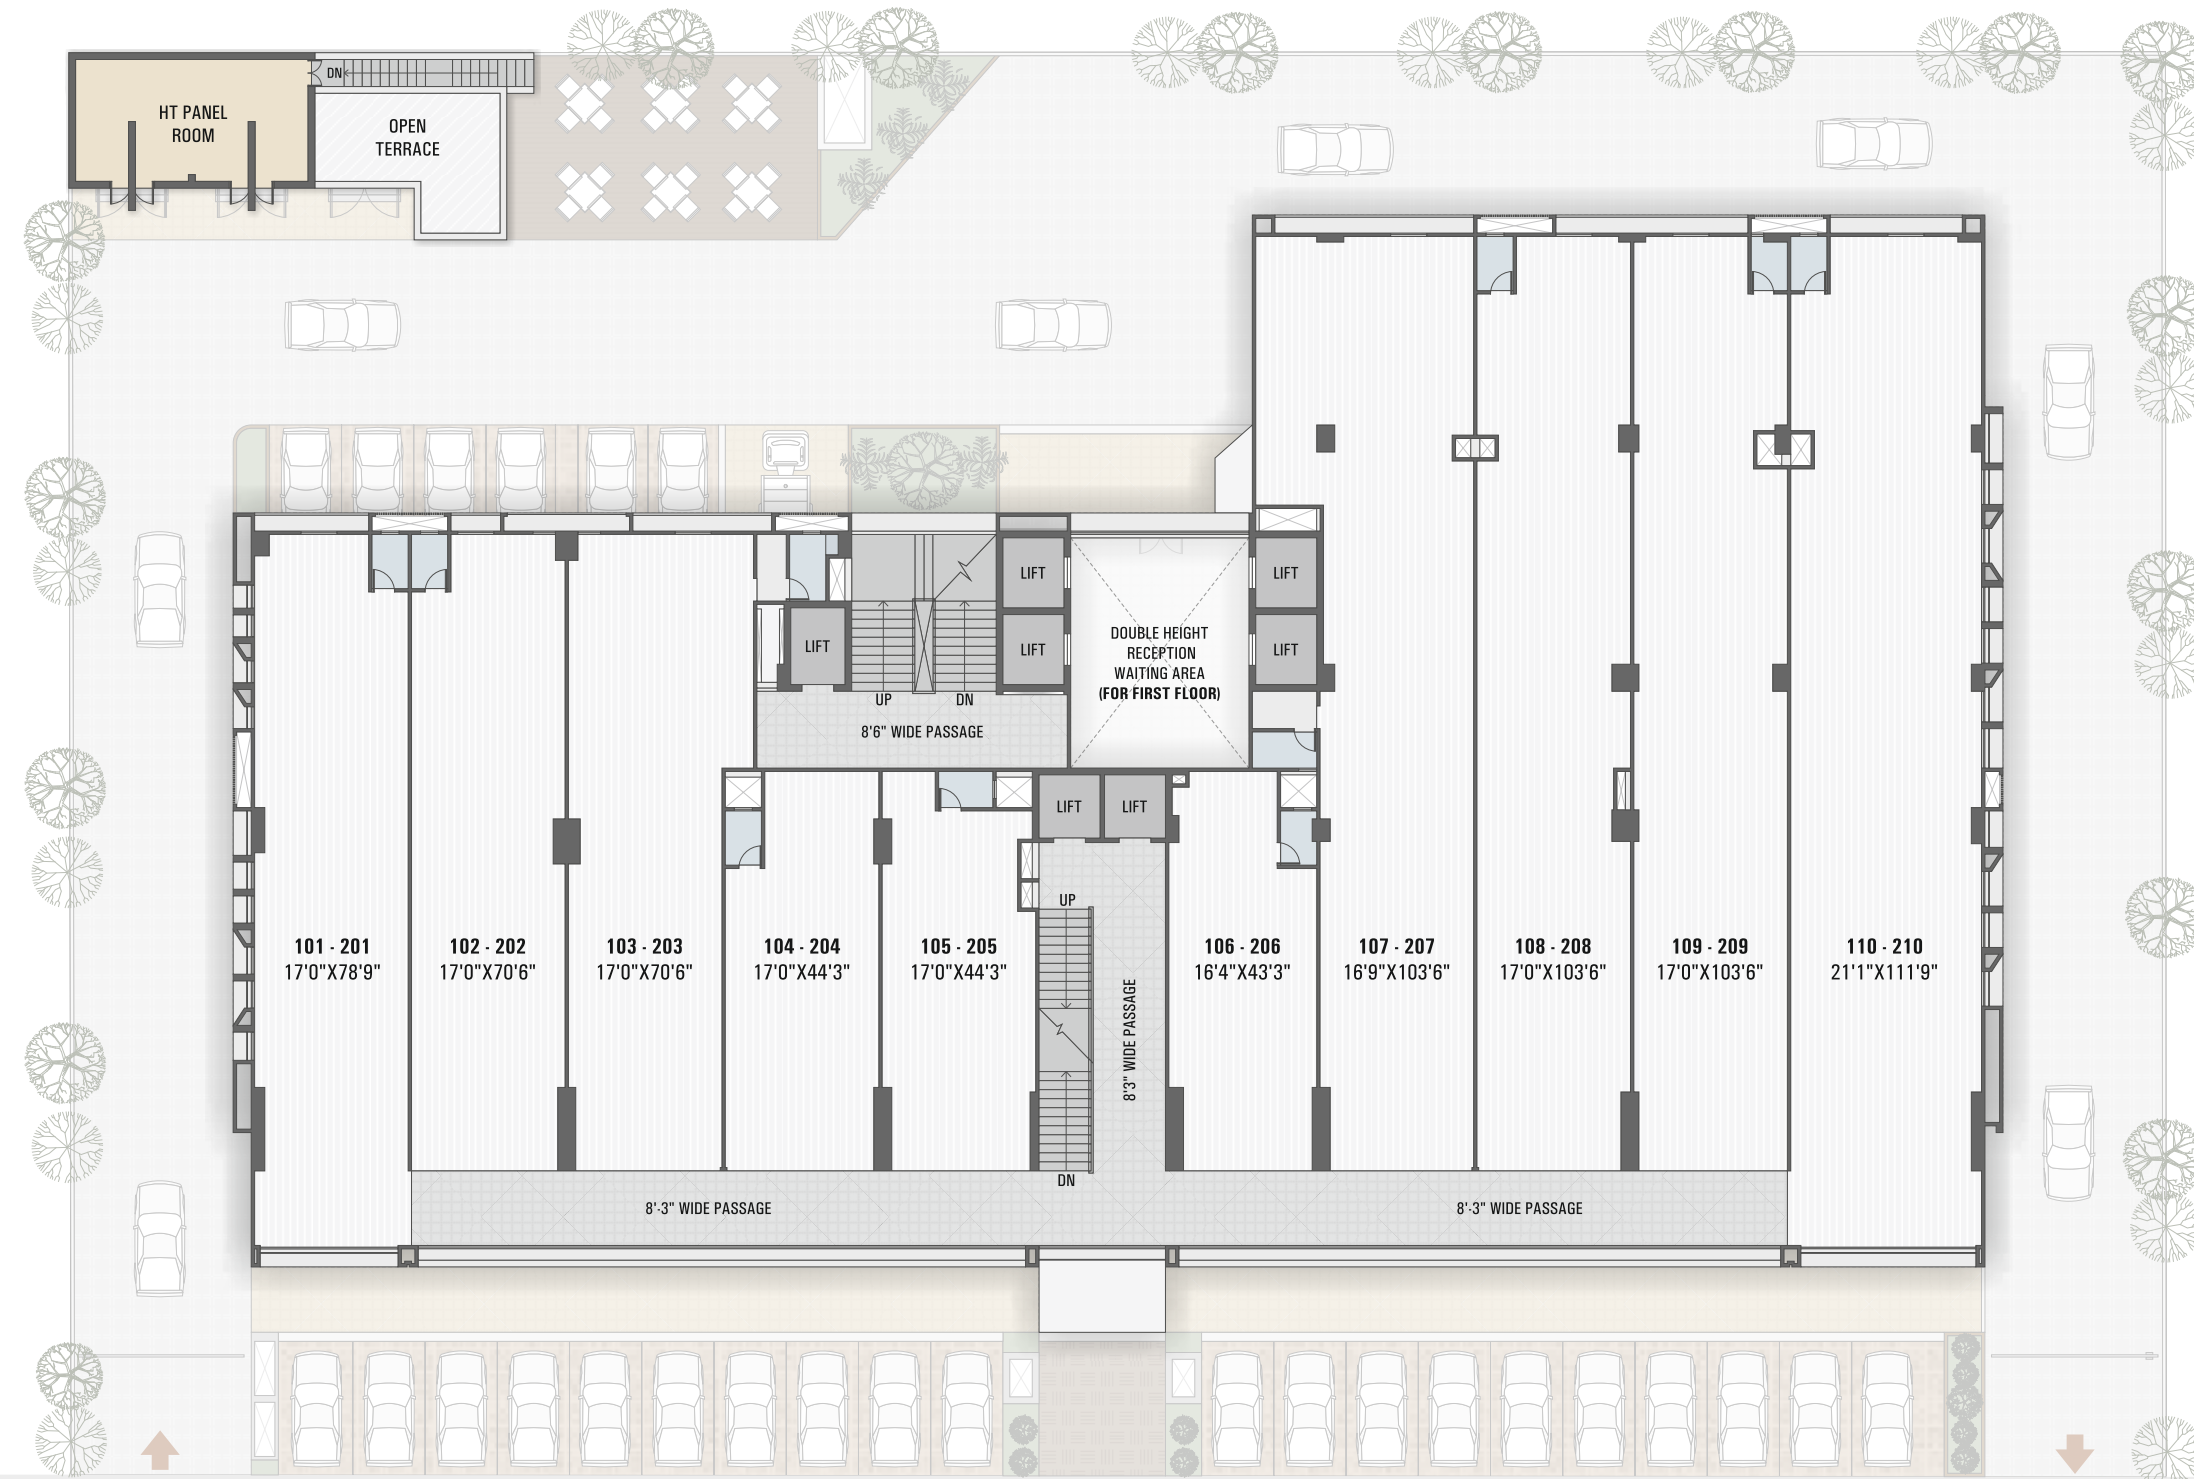 DN
HT PANEL
ROOM
OPEN
TERRACE
LIFT
LIFT
LIFT
LIFT
LIFT
DOUBLE HEIGHT
RECEPTION
WAITING AREA
(FOR FIRST FLOOR)
UP
DN
8'6" WIDE PASSAGE
LIFT
LIFT
UP
101 - 201
17'0"X78'9"
102 - 202
17'0"X70'6"
103 - 203
17'0"X70'6"
104 - 204
17'0"X44'3"
105 - 205
17'0"X44'3"
8'3" WIDE PASSAGE
106 - 206
16'4"X43'3"
107 - 207
16'9"X103'6"
108 - 208
17'0"X103'6"
109 - 209
17'0"X103'6"
110 - 210
21'1"X111'9"
DN
8'-3" WIDE PASSAGE
8'-3" WIDE PASSAGE